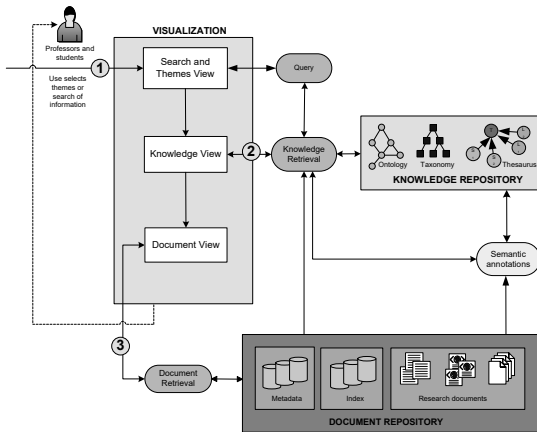 VISUALIZATION
Professors and
students
1
Use selects
themes or
search of
information
Search and
Themes View
Query
Knowledge View
2
Knowledge
Retrieval
Ontology
Taxonomy
Thesaurus
KNOWLEDGE REPOSITORY
Document View
Semantic
annotations
3
Document
Retrieval
Metadata
Index
Research documents
DOCUMENT REPOSITORY